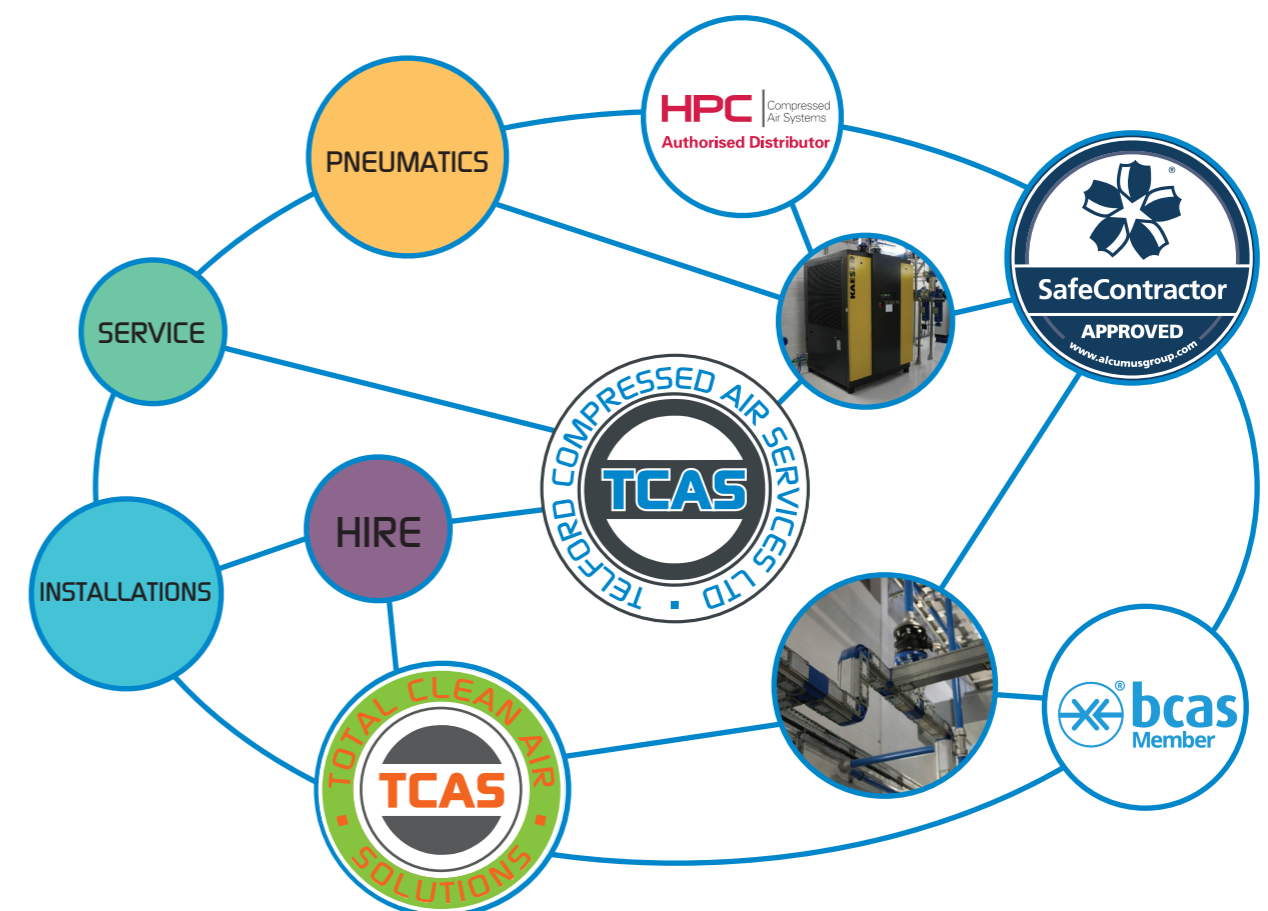 HPC
Compressed
Air Systems
Authorised Distributor
PNEUMATICS
®
SafeContractor
APPROVED
www.alcumusgroup.com
SERVICE
KAES
TELFORD COMPRESSED AIR SERVICES LTD
TCAS
HIRE
INSTALLATIONS
TOTAL CLEAN AIR
TCAS
SOLUTIONS
® bcas
Member